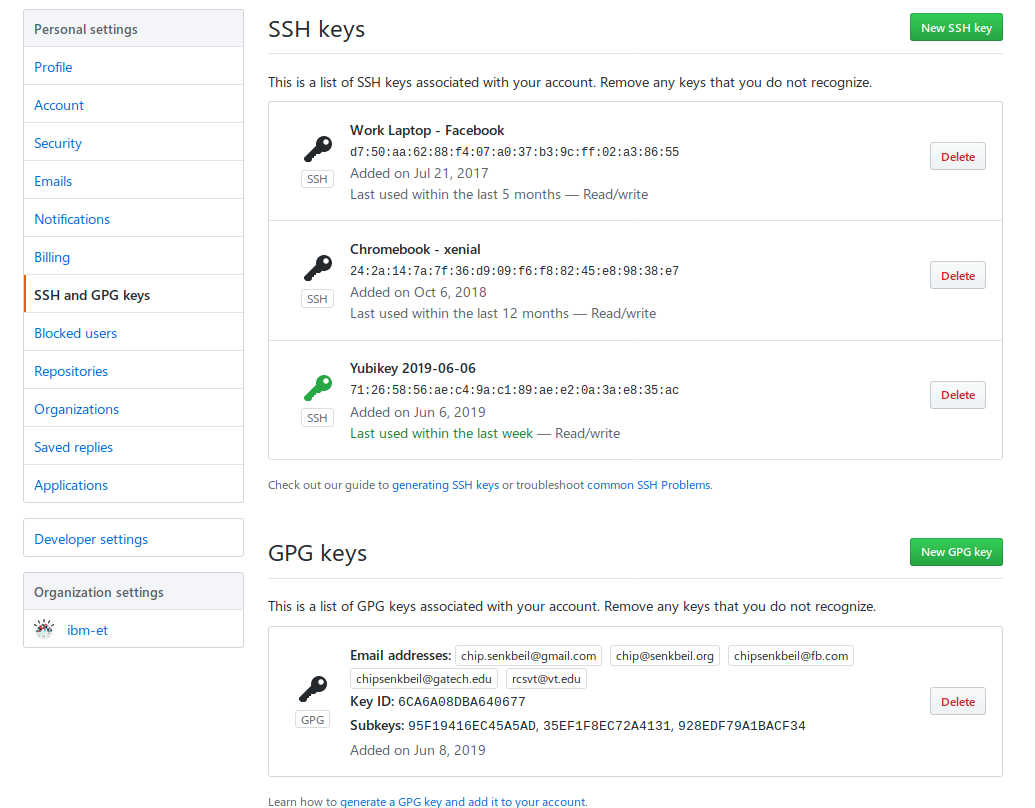 Personal settings
Profile
Account
Security
Emails
Notifications
Billing
SSH and GPG keys
Blocked users
Repositories
Organizations
Saved replies
Applications
Developer settings
Organization settings
ibm-et
SSH keys
New SSH key
This is a list of SSH keys associated with your account. Remove any keys that you do not recognize.
Work Laptop - Facebook
d7:50:aa:62:88:f4:07:a0:37:b3:9c:ff:02:a3:86:55
Added on Jul 21, 2017
Last used within the last 5 months — Read/write
SSH
Delete
Chromebook - xenial
24:2a:14:7a:7f:36:d9:09:f6:f8:82:45:e8:98:38:e7
Added on Oct 6, 2018
Last used within the last 12 months — Read/write
SSH
Delete
Yubikey 2019-06-06
71:26:58:56:ae:c4:9a:c1:89:ae:e2:0a:3a:e8:35:ac
Added on Jun 6, 2019
Last used within the last week — Read/write
SSH
Delete
Check out our guide to generating SSH keys or troubleshoot common SSH Problems.
GPG keys
New GPG key
This is a list of GPG keys associated with your account. Remove any keys that you do not recognize.
Email addresses: chip.senkbeil@gmail.com chip@senkbeil.org chipsenkbeil@fb.com
chipsenkbeil@gatech.edu rcsvt@vt.edu
Key ID: 6CA6A08DBA640677
Subkeys: 95F19416EC45A5AD, 35EF1F8EC72A4131, 928EDF79A1BACF34
Added on Jun 8, 2019
GPG
Delete
Learn how to generate a GPG key and add it to your account.